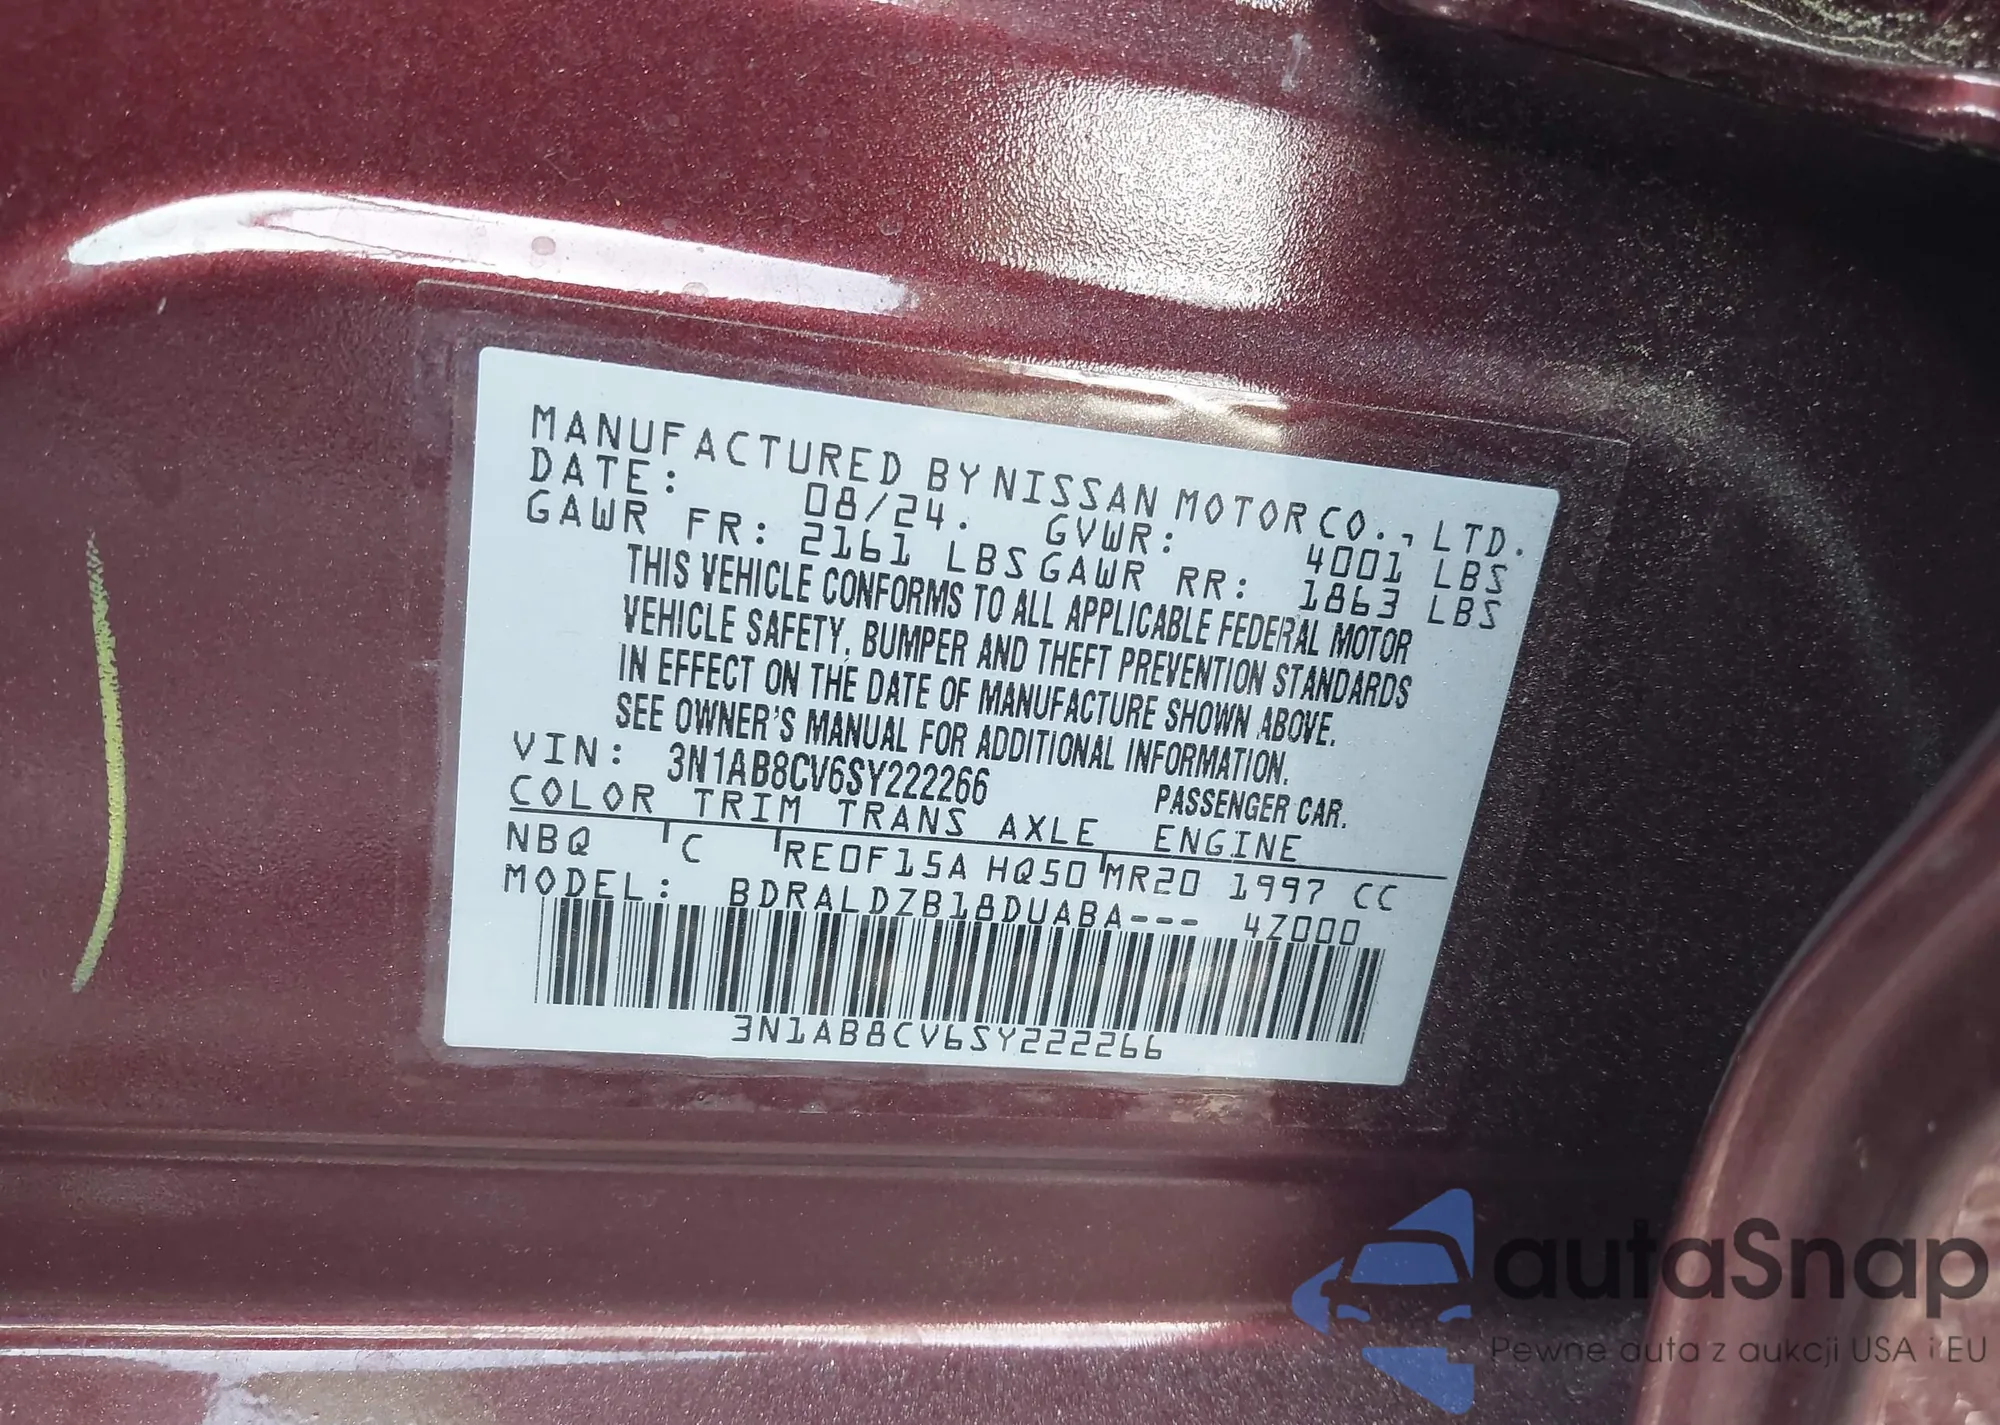 MANUFACTURED BY NISSAN MOTOR CO., LTD.
DATE: 08/24. GVWR: 4001 LBS
GAWR FR: 2161 LBS GAWR RR: 1863 LBS
THIS VEHICLE CONFORMS TO ALL APPLICABLE FEDERAL MOTOR
VEHICLE SAFETY, BUMPER AND THEFT PREVENTION STANDARDS
IN EFFECT ON THE DATE OF MANUFACTURE SHOWN ABOVE.
SEE OWNER'S MANUAL FOR ADDITIONAL INFORMATION.
VIN: 3N1AB8CV6SY222266 PASSENGER CAR.
COLOR TRIM TRANS AXLE ENGINE
NBQ C RE0F15A HQ50 MR20 1997 CC
MODEL: BDRALDZB18DUABA--- 4Z000
3N1AB8CV6SY222266
autaSnap
Pewne auta z aukcji USA i EU